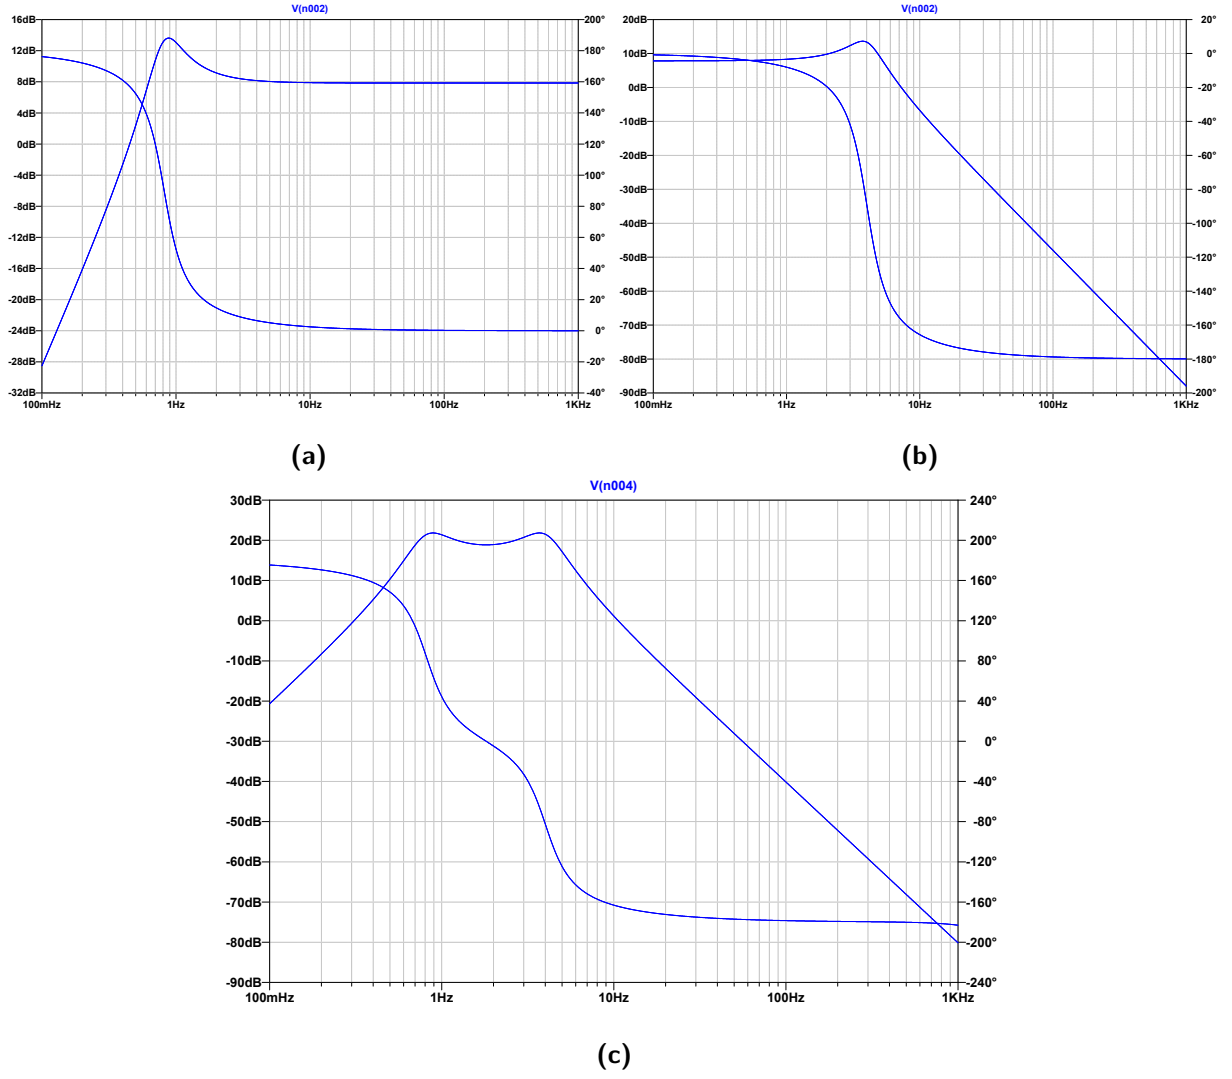 V(n002)
16dB
12dB
8dB
4dB
0dB
-4dB
-8dB
-12dB
-16dB
-20dB
-24dB
-28dB
-32dB
200°
180°
160°
140°
120°
100°
80°
60°
40°
20°
0°
-20°
-40°
100mHz 1Hz 10Hz 100Hz 1KHz
(a)
V(n002)
20dB
10dB
0dB
-10dB
-20dB
-30dB
-40dB
-50dB
-60dB
-70dB
-80dB
-90dB
20°
0°
-20°
-40°
-60°
-80°
-100°
-120°
-140°
-160°
-180°
-200°
100mHz 1Hz 10Hz 100Hz 1KHz
(b)
V(n004)
30dB
20dB
10dB
0dB
-10dB
-20dB
-30dB
-40dB
-50dB
-60dB
-70dB
-80dB
-90dB
240°
200°
160°
120°
80°
40°
0°
-40°
-80°
-120°
-160°
-200°
-240°
100mHz 1Hz 10Hz 100Hz 1KHz
(c)